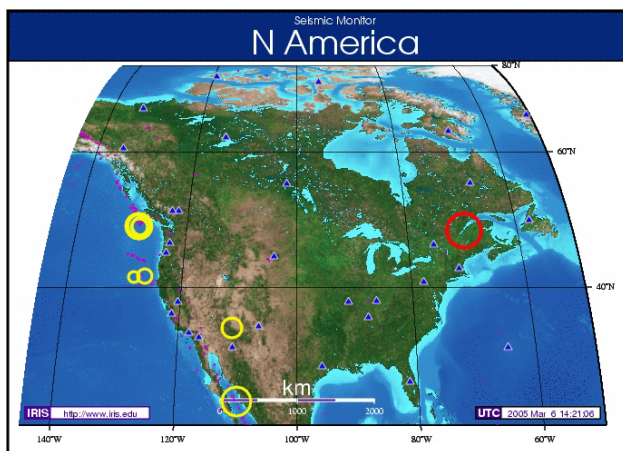 Seismic Monitor
N America
80°N
60°N
40°N
km
0 1000 2000
IRIS http://www.iris.edu
UTC 2005 Mar 6 14:21:06
140°W 120°W 100°W 80°W 60°W